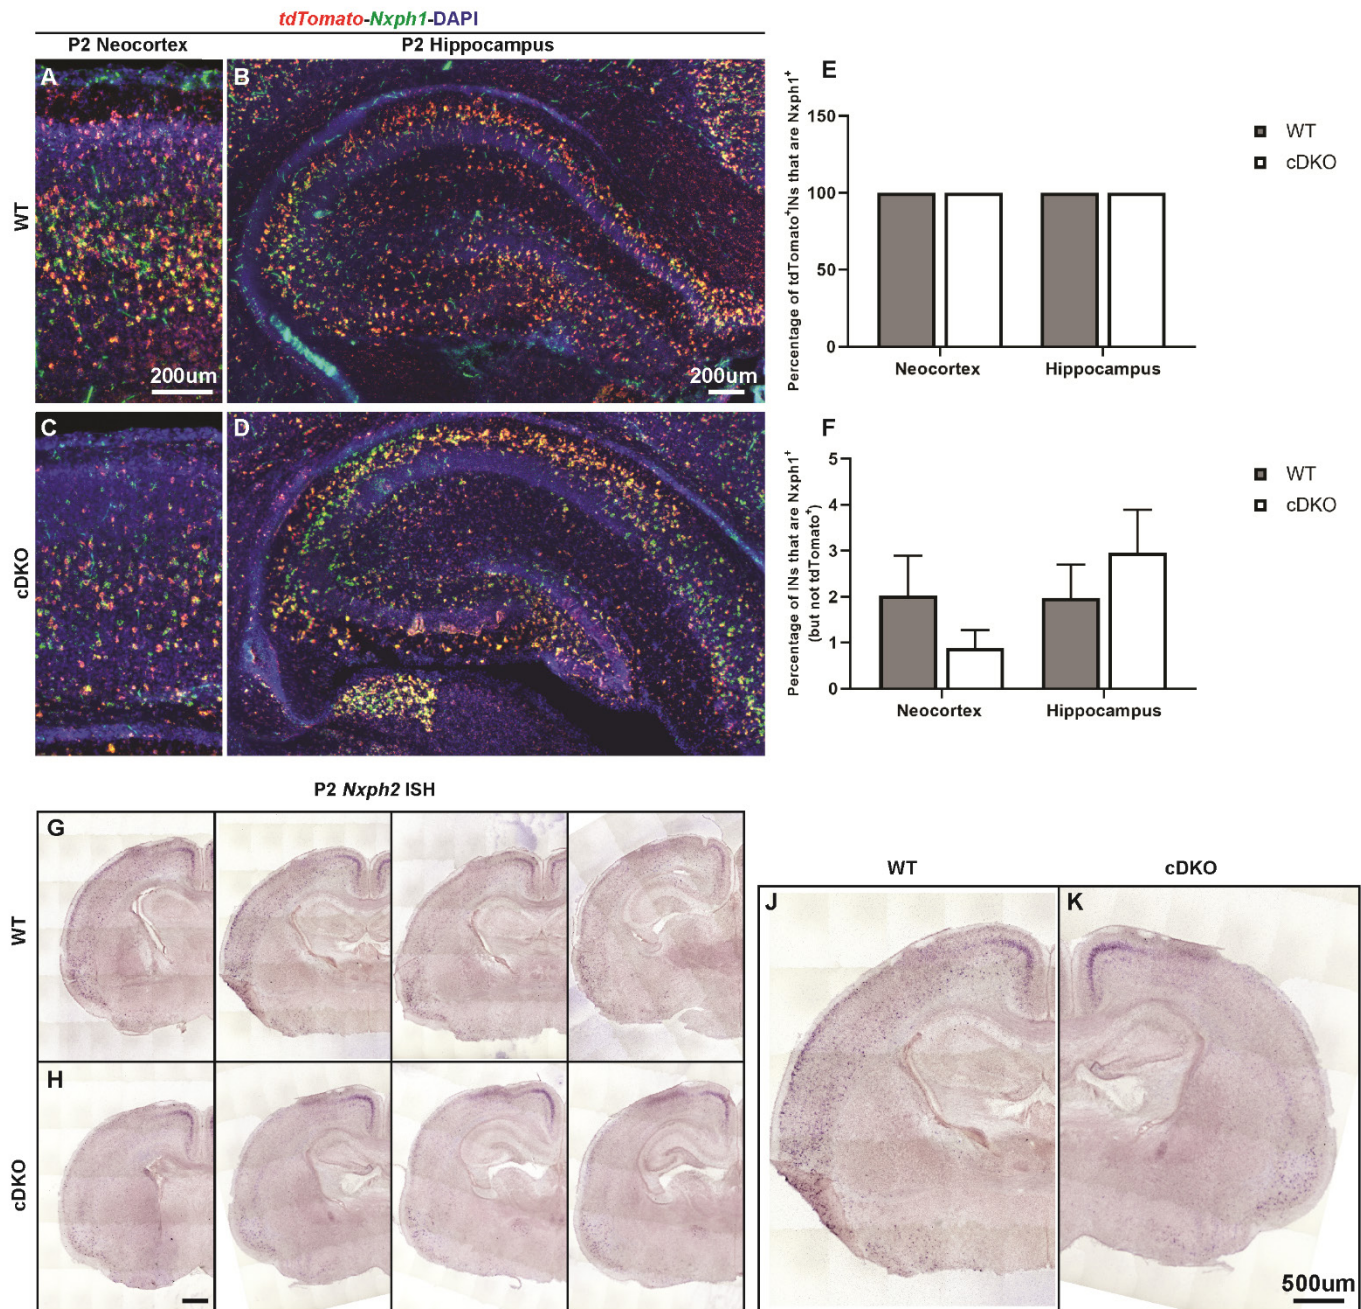 tdTomato-Nxph1-DAPI
P2 Neocortex
P2 Hippocampus
A
B
WT
200um
200um
C
D
cDKO
E
Percentage of tdTomato+INs that are Nxph1+
150
100
50
0
Neocortex
Hippocampus
WT
cDKO
F
Percentage of INs that are Nxph1+
(but not tdTomato+)
5
4
3
2
1
0
Neocortex
Hippocampus
WT
cDKO
P2 Nxph2 ISH
G
WT
H
cDKO
WT
cDKO
J
K
500um